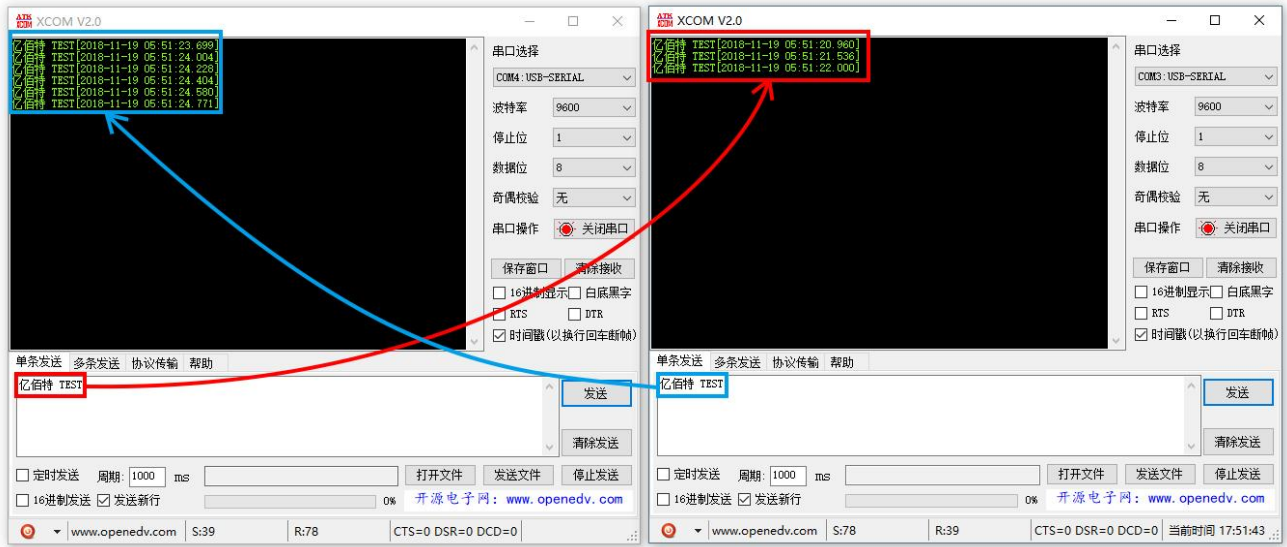 XCOM V2.0
亿佰特 TEST[2018-11-19 05:51:23.699]
亿佰特 TEST[2018-11-19 05:51:24.004]
亿佰特 TEST[2018-11-19 05:51:24.228]
亿佰特 TEST[2018-11-19 05:51:24.404]
亿佰特 TEST[2018-11-19 05:51:24.580]
亿佰特 TEST[2018-11-19 05:51:24.771]
串口选择
COM4:USB-SERIAL
波特率 9600
停止位 1
数据位 8
奇偶校验 无
串口操作 关闭串口
保存窗口 清除接收
16进制显示 白底黑字
RTS DTR
时间戳(以换行回车断帧)
单条发送 多条发送 协议传输 帮助
亿佰特 TEST
发送
清除发送
定时发送 周期: 1000 ms 打开文件 发送文件 停止发送
16进制发送 发送新行 0% 开源电子网: www.openedv.com
www.openedv.com S:39 R:78 CTS=0 DSR=0 DCD=0
XCOM V2.0
亿佰特 TEST[2018-11-19 05:51:20.960]
亿佰特 TEST[2018-11-19 05:51:21.536]
亿佰特 TEST[2018-11-19 05:51:22.000]
串口选择
COM3:USB-SERIAL
波特率 9600
停止位 1
数据位 8
奇偶校验 无
串口操作 关闭串口
保存窗口 清除接收
16进制显示 白底黑字
RTS DTR
时间戳(以换行回车断帧)
单条发送 多条发送 协议传输 帮助
亿佰特 TEST
发送
清除发送
定时发送 周期: 1000 ms 打开文件 发送文件 停止发送
16进制发送 发送新行 0% 开源电子网: www.openedv.com
www.openedv.com S:78 R:39 CTS=0 DSR=0 DCD=0 当前时间 17:51:43